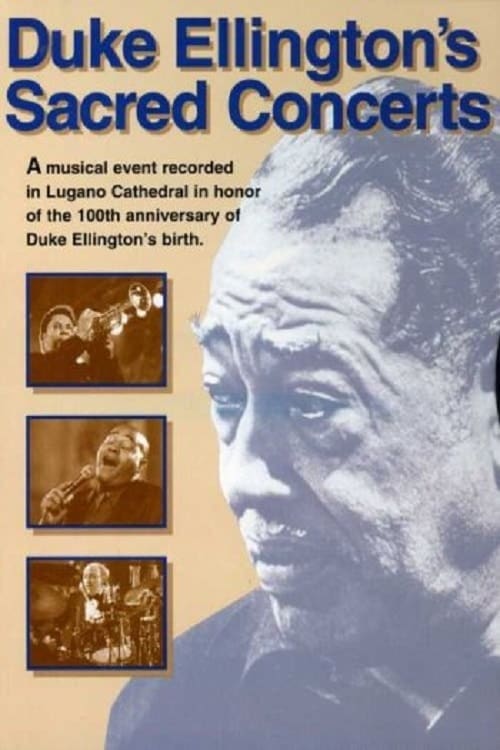 Duke Ellington's
Sacred Concerts
A musical event recorded
in Lugano Cathedral in honor
of the 100th anniversary of
Duke Ellington's birth.